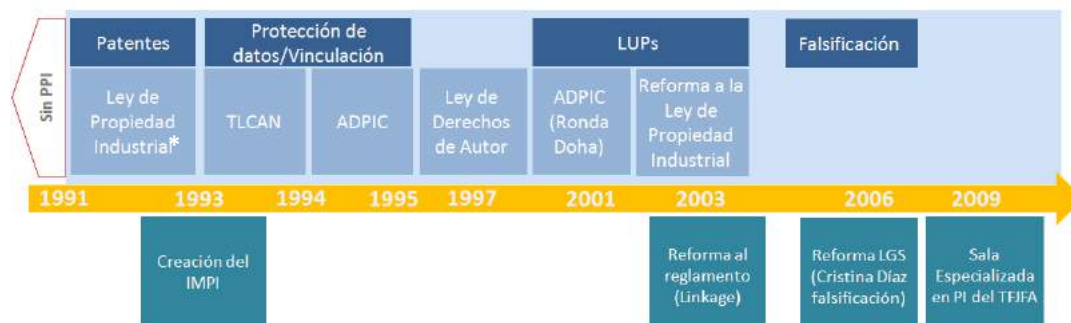 Sin PPI
Patentes
Protección de
datos/Vinculación
LUPs
Falsificación
Ley de
Propiedad
Industrial*
TLCAN
ADPIC
Ley de
Derechos
de Autor
ADPIC
(Ronda
Doha)
Reforma a la
Ley de
Propiedad
Industrial
1991 1993 1994 1995 1997 2001 2003 2006 2009
Creación del
IMPI
Reforma al
reglamento
(Linkage)
Reforma LGS
(Cristina Díaz
falsificación)
Sala
Especializada
en PI del TFJFA